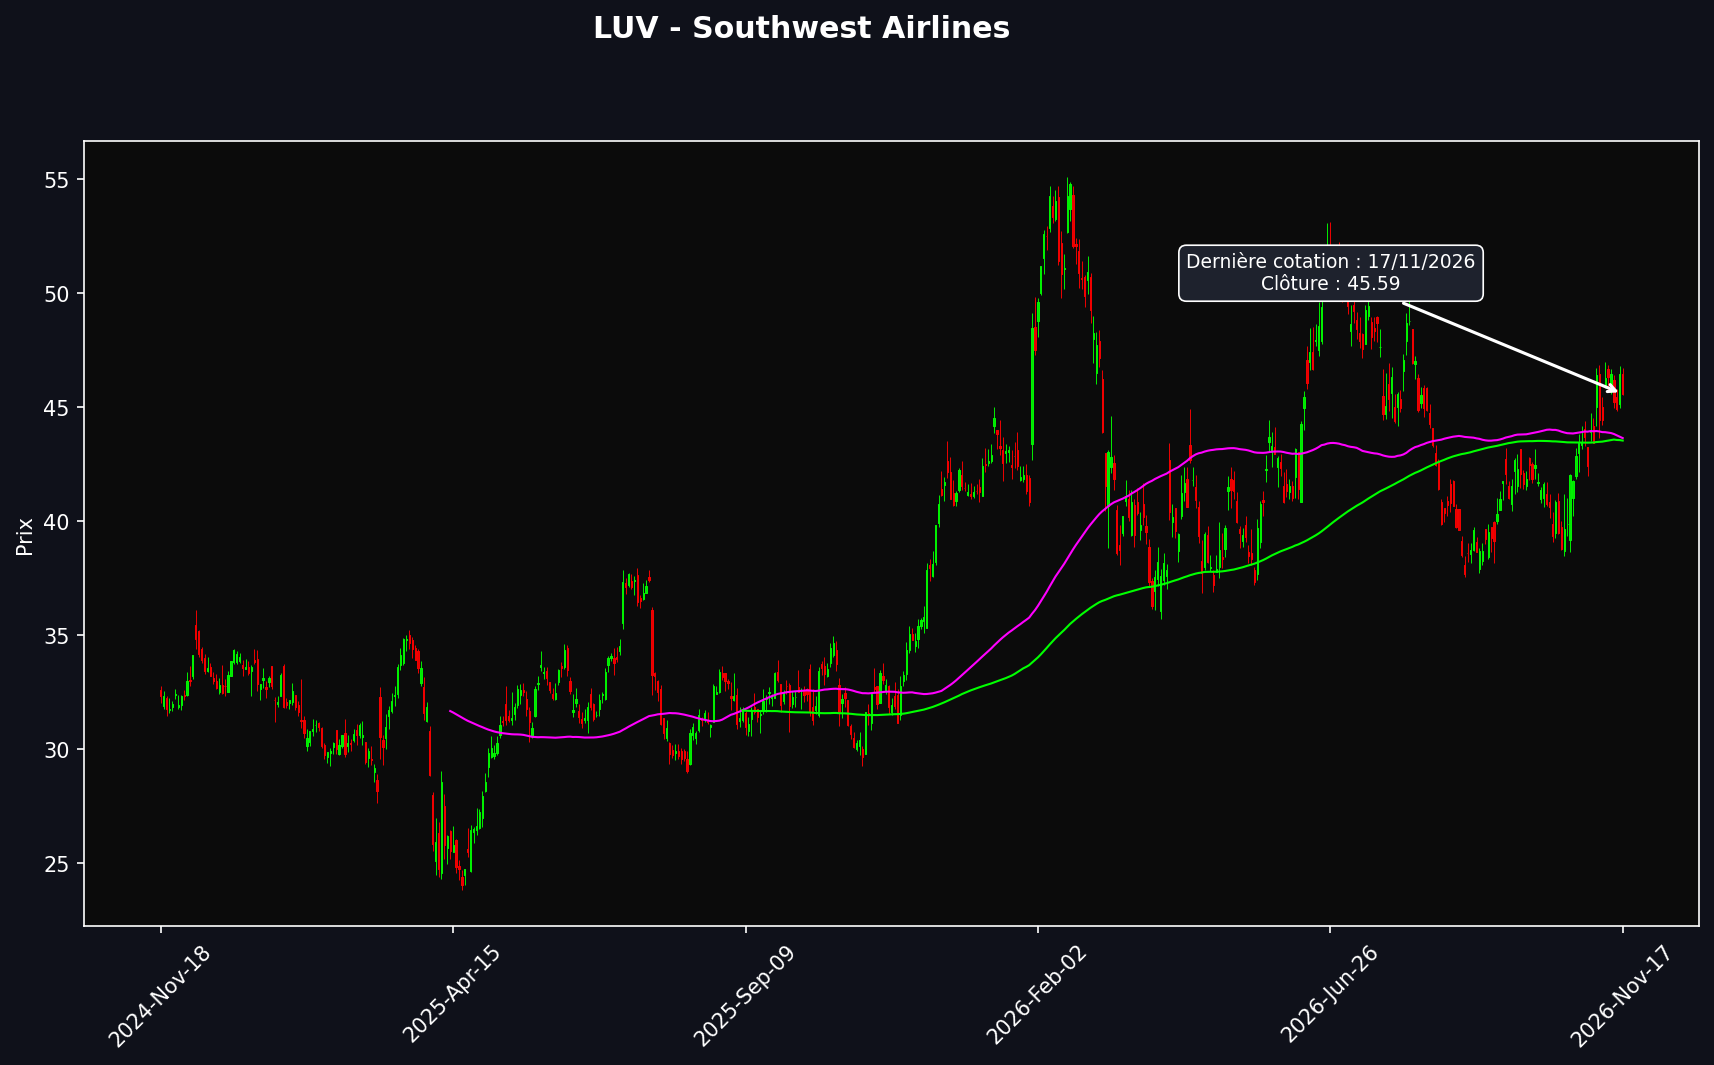 LUV - Southwest Airlines
55
50
45
40
35
30
25
Prix
Dernière cotation : 17/11/2026
Clôture : 45.59
2024-Nov-18
2025-Apr-15
2025-Sep-09
2026-Feb-02
2026-Jun-26
2026-Nov-17